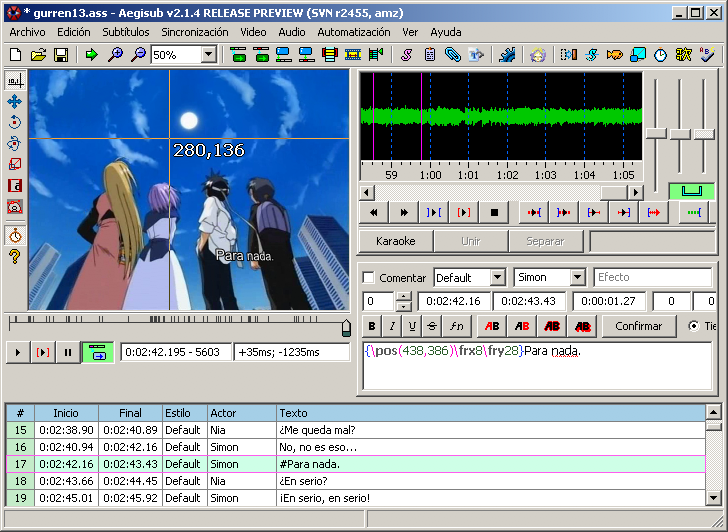 * gurren13.ass - Aegisub v2.1.4 RELEASE PREVIEW (SVN r2455, amz)
Archivo Edición Subtítulos Sincronización Video Audio Automatización Ver Ayuda
50%
280,136
Para nada.
59 1:00 1:01 1:02 1:03 1:04 1:05
Karaoke Unir Separar
Comentar Default Simon Efecto
0 0:02:42.16 0:02:43.43 0:00:01.27 0 0
B I U S fn AB AB AB AB Confirmar Tie
{\pos(438,386)\frx8\fry28}Para nada.
0:02:42.195 - 5603 +35ms; -1235ms
# Inicio Final Estilo Actor Texto
15 0:02:38.90 0:02:40.89 Default Nia ¿Me queda mal?
16 0:02:40.94 0:02:42.16 Default Simon No, no es eso...
17 0:02:42.16 0:02:43.43 Default Simon #Para nada.
18 0:02:43.66 0:02:44.45 Default Nia ¿En serio?
19 0:02:45.01 0:02:45.92 Default Simon ¡En serio, en serio!